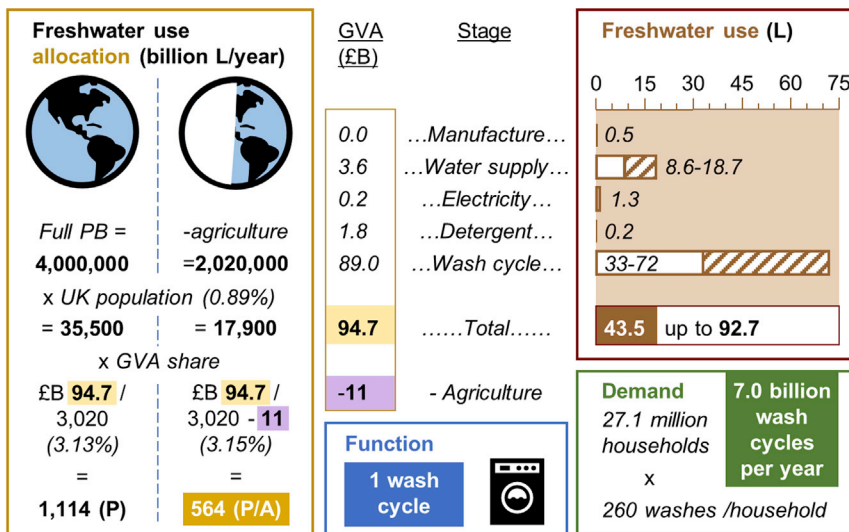 Freshwater use
allocation (billion L/year)
Full PB =
4,000,000
-agriculture
=2,020,000
x UK population (0.89%)
= 35,500
= 17,900
x GVA share
£B 94.7 /
3,020
(3.13%)
=
1,114 (P)
£B 94.7 /
3,020 - 11
(3.15%)
=
564 (P/A)
GVA
(£B)
Stage
0.0 …Manufacture…
3.6 …Water supply…
0.2 …Electricity…
1.8 …Detergent…
89.0 …Wash cycle…
94.7 ……Total……
-11 - Agriculture
Function
1 wash
cycle
Freshwater use (L)
0 15 45 60 75
0.5
8.6-18.7
1.3
0.2
33-72
43.5 up to 92.7
Demand
27.1 million
households
x
260 washes /household
7.0 billion
wash
cycles
per year